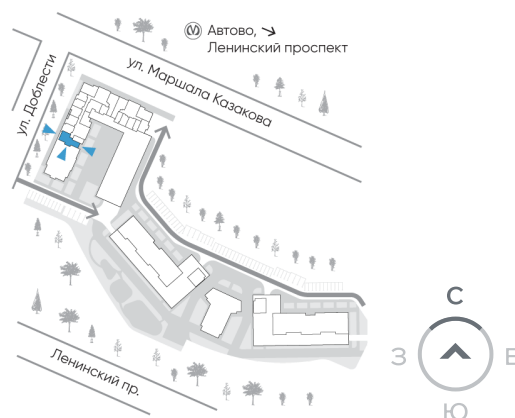 Ⓜ Автово, ↘
Ленинский проспект
ул. Маршала Казакова
ул. Доблести
Ленинский пр.
С
З
В
Ю